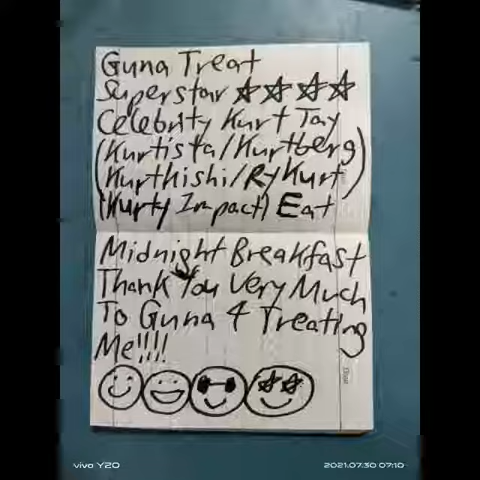 Guna Treat
Superstar ☆☆☆☆
Celebrity Kurt Tay
(Kurtista/Kurtberg)
(Kurthishi/RyKurt)
(Kurty Impact) Eat
Midnight Breakfast
Thank You Very Much
To Guna 4 Treating
Me!!!!
vivo Y20
2021.07.30 07:10